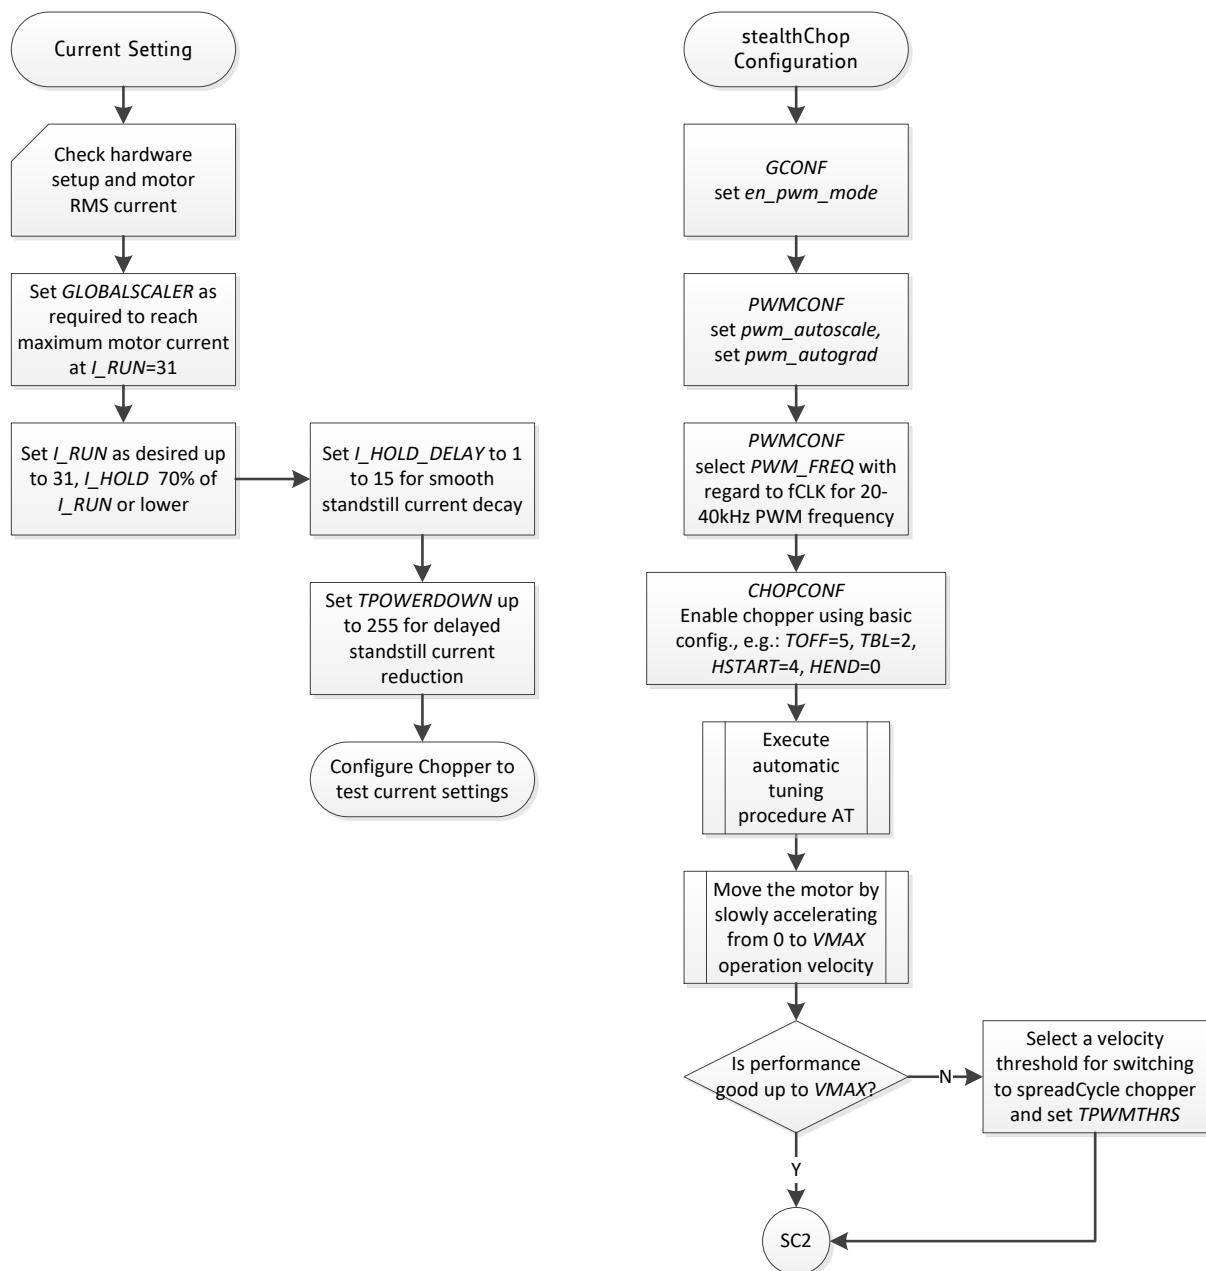 Current Setting
Check hardware
setup and motor
RMS current
Set GLOBALSCALER as
required to reach
maximum motor current
at I_RUN=31
Set I_RUN as desired up
to 31, I_HOLD 70% of
I_RUN or lower
Set I_HOLD_DELAY to 1
to 15 for smooth
standstill current decay
Set TPOWERDOWN up
to 255 for delayed
standstill current
reduction
Configure Chopper to
test current settings
stealthChop
Configuration
GCONF
set en_pwm_mode
PWMCONF
set pwm_autoscale,
set pwm_autograd
PWMCONF
select PWM_FREQ with
regard to fCLK for 20-
40kHz PWM frequency
CHOPCONF
Enable chopper using basic
config., e.g.: TOFF=5, TBL=2,
HSTART=4, HEND=0
Execute
automatic
tuning
procedure AT
Move the motor by
slowly accelerating
from 0 to VMAX
operation velocity
Is performance
good up to VMAX?
N
Select a velocity
threshold for switching
to spreadCycle chopper
and set TPWMTHRS
Y
SC2